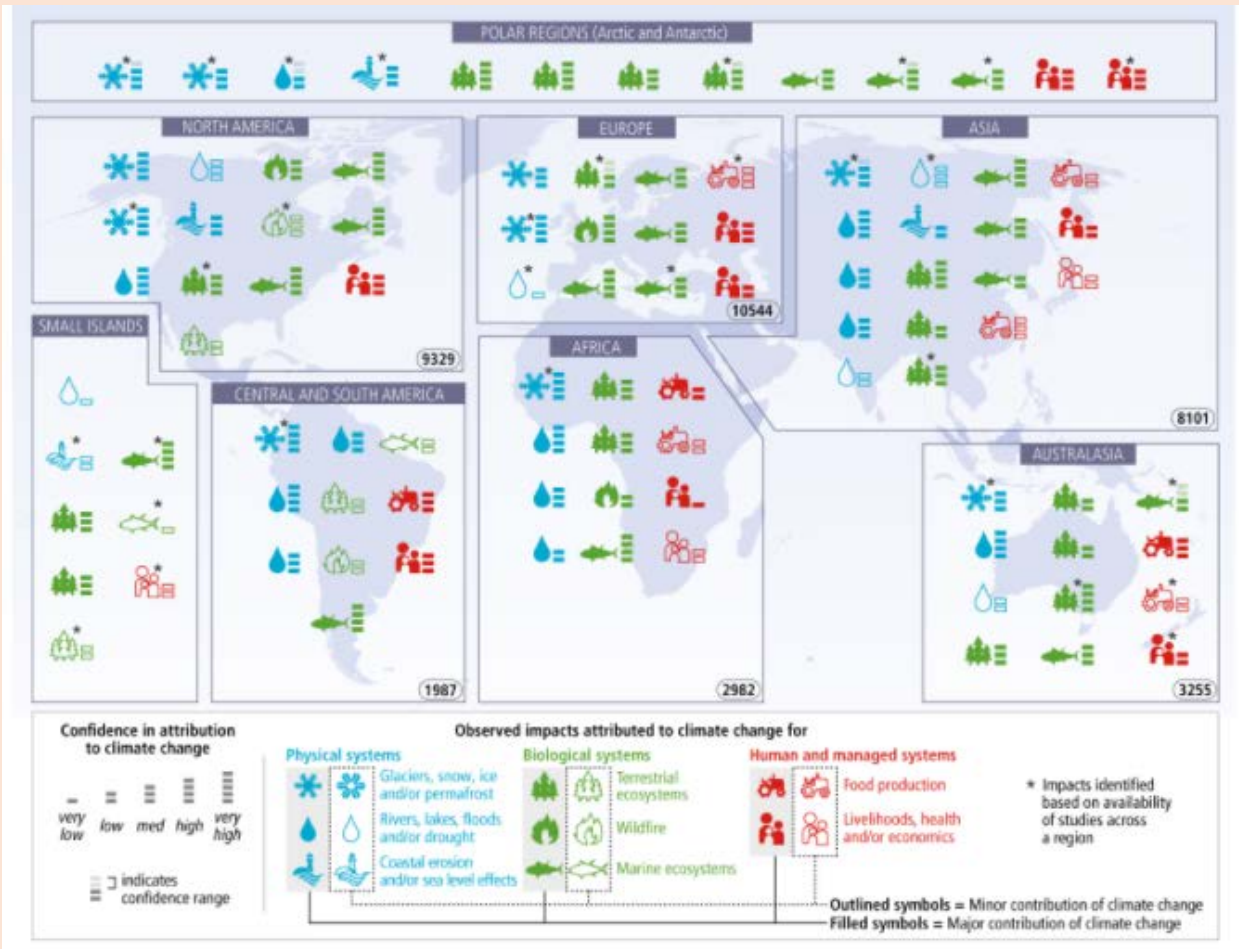 POLAR REGIONS (Arctic and Antarctic)
NORTH AMERICA
EUROPE
ASIA
10544
SMALL ISLANDS
9329
AFRICA
CENTRAL AND SOUTH AMERICA
8101
AUSTRALASIA
1987
2982
3255
Confidence in attribution
to climate change
very
low
low
med
high
very
high
indicates
confidence range
Observed impacts attributed to climate change for
Physical systems
Glaciers, snow, ice
and/or permafrost
Rivers, lakes, floods
and/or drought
Coastal erosion
and/or sea level effects
Biological systems
Terrestrial
ecosystems
Wildfire
Marine ecosystems
Human and managed systems
Food production
Livelihoods, health
and/or economics
* Impacts identified
based on availability
of studies across
a region
Outlined symbols = Minor contribution of climate change
Filled symbols = Major contribution of climate change